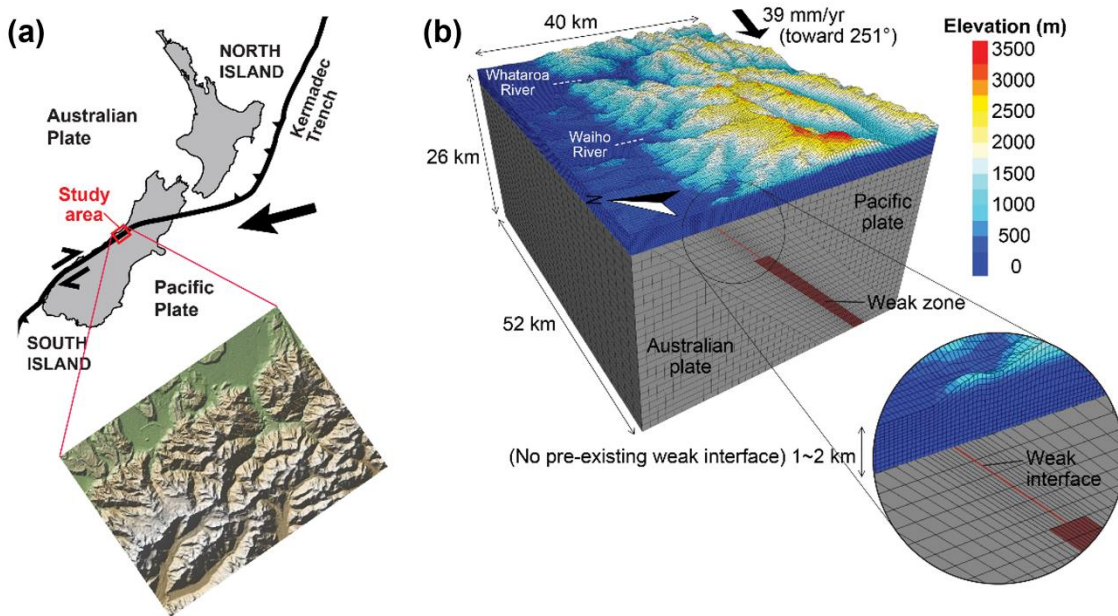 (a)
NORTH
ISLAND
Australian
Plate
Kermadec
Trench
Study
area
Pacific
Plate
SOUTH
ISLAND
(b)
40 km
39 mm/yr
(toward 251°)
Elevation (m)
3500
3000
2500
2000
1500
1000
500
0
Whataroa
River
Waiho
River
26 km
N
Pacific
plate
Weak zone
52 km
Australian
plate
(No pre-existing weak interface) 1~2 km
Weak
interface